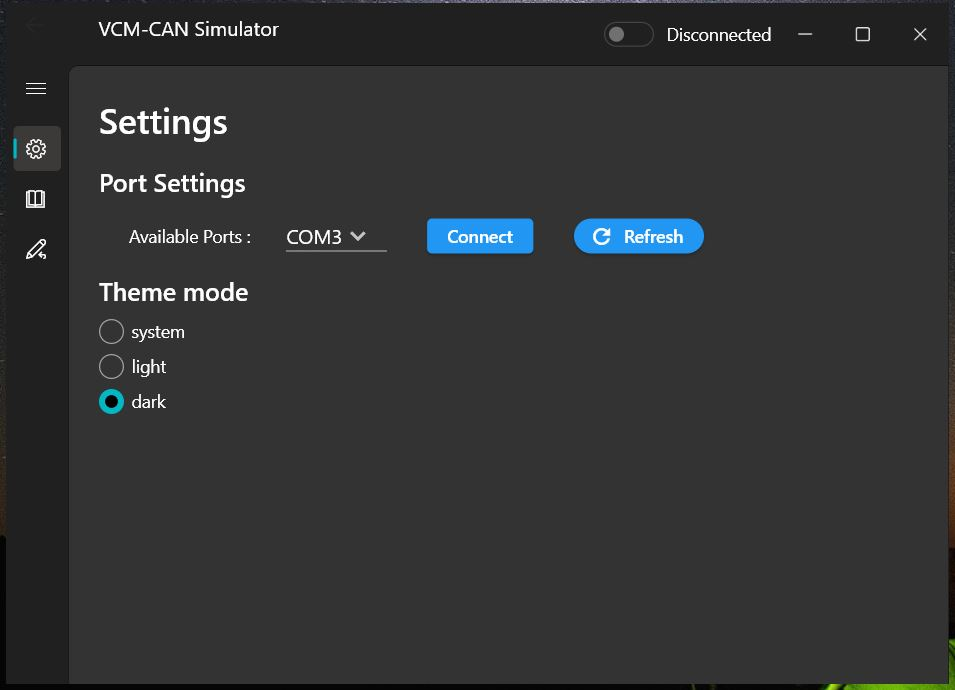 VCM-CAN Simulator
Disconnected
Settings
Port Settings
Available Ports : COM3 Connect Refresh
Theme mode
system
light
dark